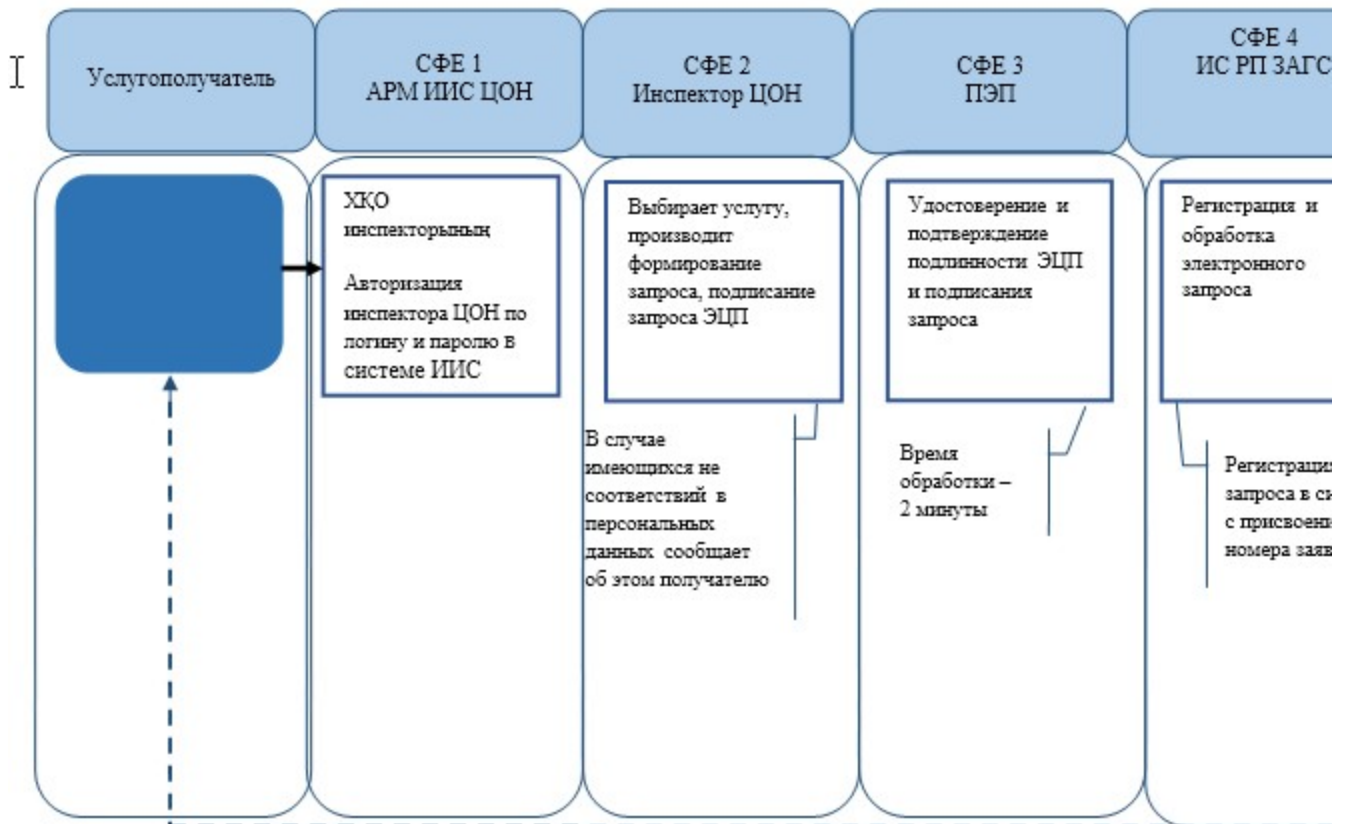 Услугополучатель
СФЕ 1
АРМ ИИС ЦОН
СФЕ 2
Инспектор ЦОН
СФЕ 3
ПЭП
СФЕ 4
ИС РП ЗАГС
ХҚО
инспекторының
Авторизация
инспектора ЦОН по
логину и паролю в
системе ИИС
Выбирает услугу,
производит
формирование
запроса, подписание
запроса ЭЦП
Удостоверение и
подтверждение
подлинности ЭЦП
и подписания
запроса
Регистрация и
обработка
электронного
запроса
В случае
имеющихся не
соответствий в
персональных
данных сообщает
об этом получателю
Время
обработки –
2 минуты
Регистрация
запроса в си
с присвоени
номера заяв